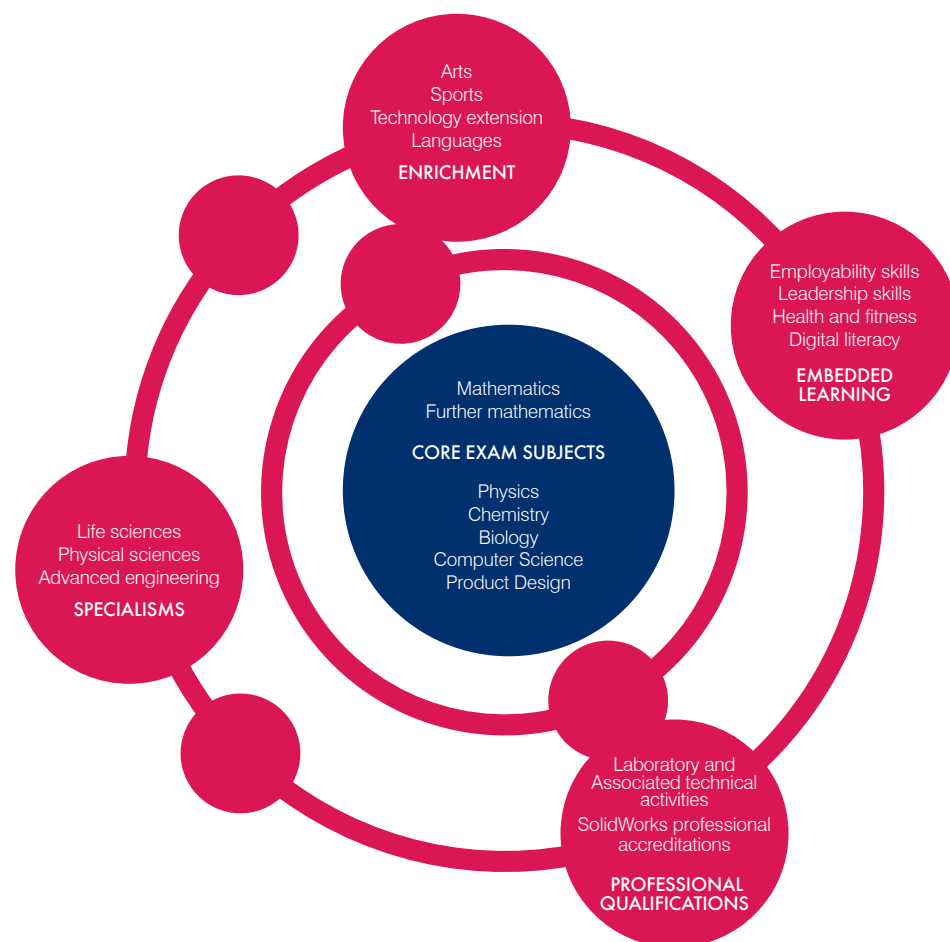 Arts
Sports
Technology extension
Languages
ENRICHMENT
Employability skills
Leadership skills
Health and fitness
Digital literacy
EMBEDDED
LEARNING
Mathematics
Further mathematics
CORE EXAM SUBJECTS
Physics
Chemistry
Biology
Computer Science
Product Design
Life sciences
Physical sciences
Advanced engineering
SPECIALISMS
Laboratory and
Associated technical
activities
SolidWorks professional
accreditations
PROFESSIONAL
QUALIFICATIONS